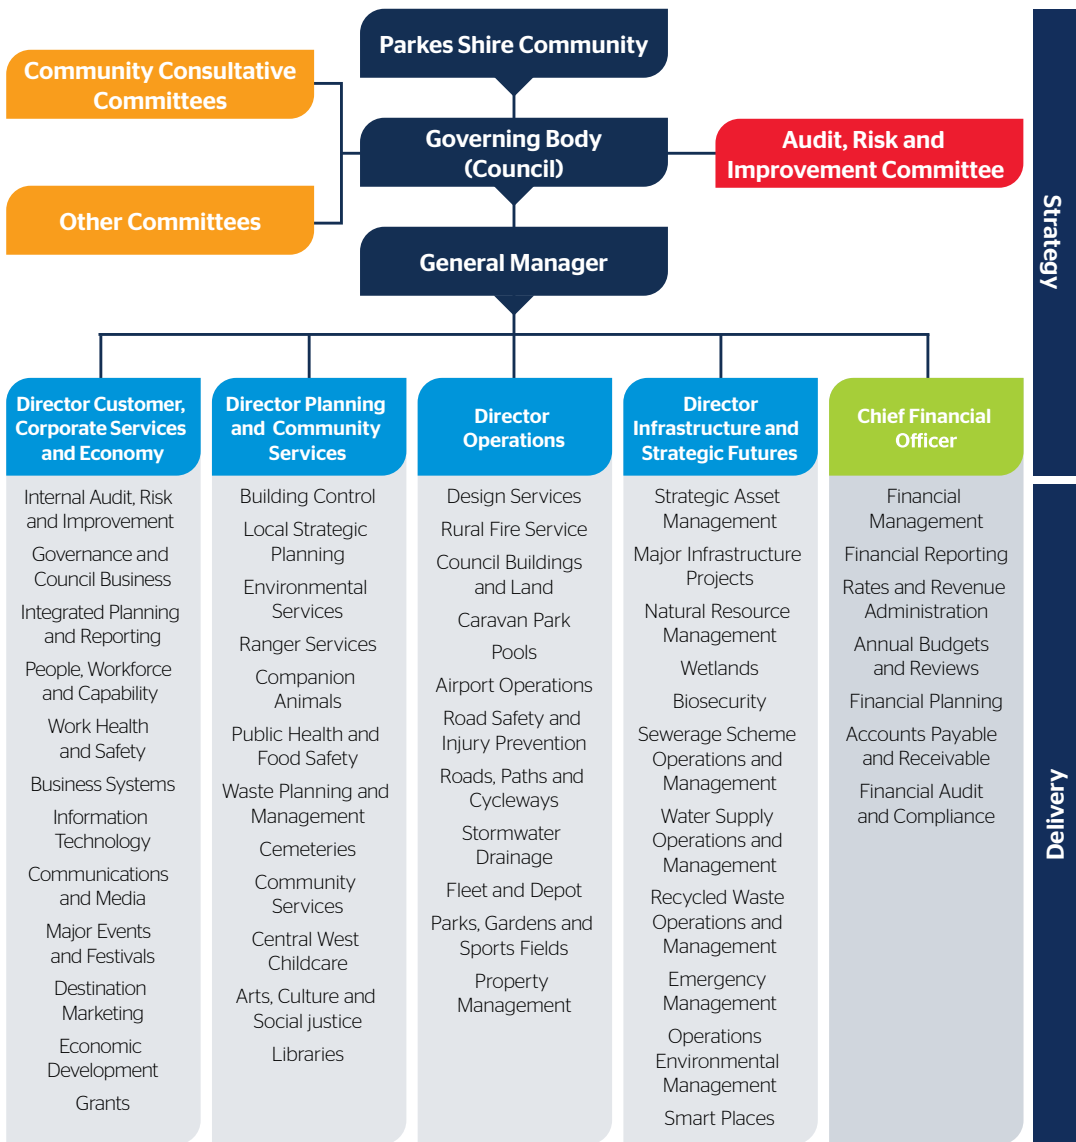 Parkes Shire Community
Community Consultative
Committees
Governing Body
(Council)
Audit, Risk and
Improvement Committee
Other Committees
General Manager
Strategy
Director Customer,
Corporate Services
and Economy
Internal Audit, Risk
and Improvement
Governance and
Council Business
Integrated Planning
and Reporting
People, Workforce
and Capability
Work Health
and Safety
Business Systems
Information
Technology
Communications
and Media
Major Events
and Festivals
Destination
Marketing
Economic
Development
Grants
Director Planning
and Community
Services
Building Control
Local Strategic
Planning
Environmental
Services
Ranger Services
Companion
Animals
Public Health and
Food Safety
Waste Planning and
Management
Cemeteries
Community
Services
Central West
Childcare
Arts, Culture and
Social justice
Libraries
Director
Operations
Design Services
Rural Fire Service
Council Buildings
and Land
Caravan Park
Pools
Airport Operations
Road Safety and
Injury Prevention
Roads, Paths and
Cycleways
Stormwater
Drainage
Fleet and Depot
Parks, Gardens and
Sports Fields
Property
Management
Director
Infrastructure and
Strategic Futures
Strategic Asset
Management
Major Infrastructure
Projects
Natural Resource
Management
Wetlands
Biosecurity
Sewerage Scheme
Operations and
Management
Water Supply
Operations and
Management
Recycled Waste
Operations and
Management
Emergency
Management
Operations
Environmental
Management
Smart Places
Chief Financial
Officer
Financial
Management
Financial Reporting
Rates and Revenue
Administration
Annual Budgets
and Reviews
Financial Planning
Accounts Payable
and Receivable
Financial Audit
and Compliance
Delivery